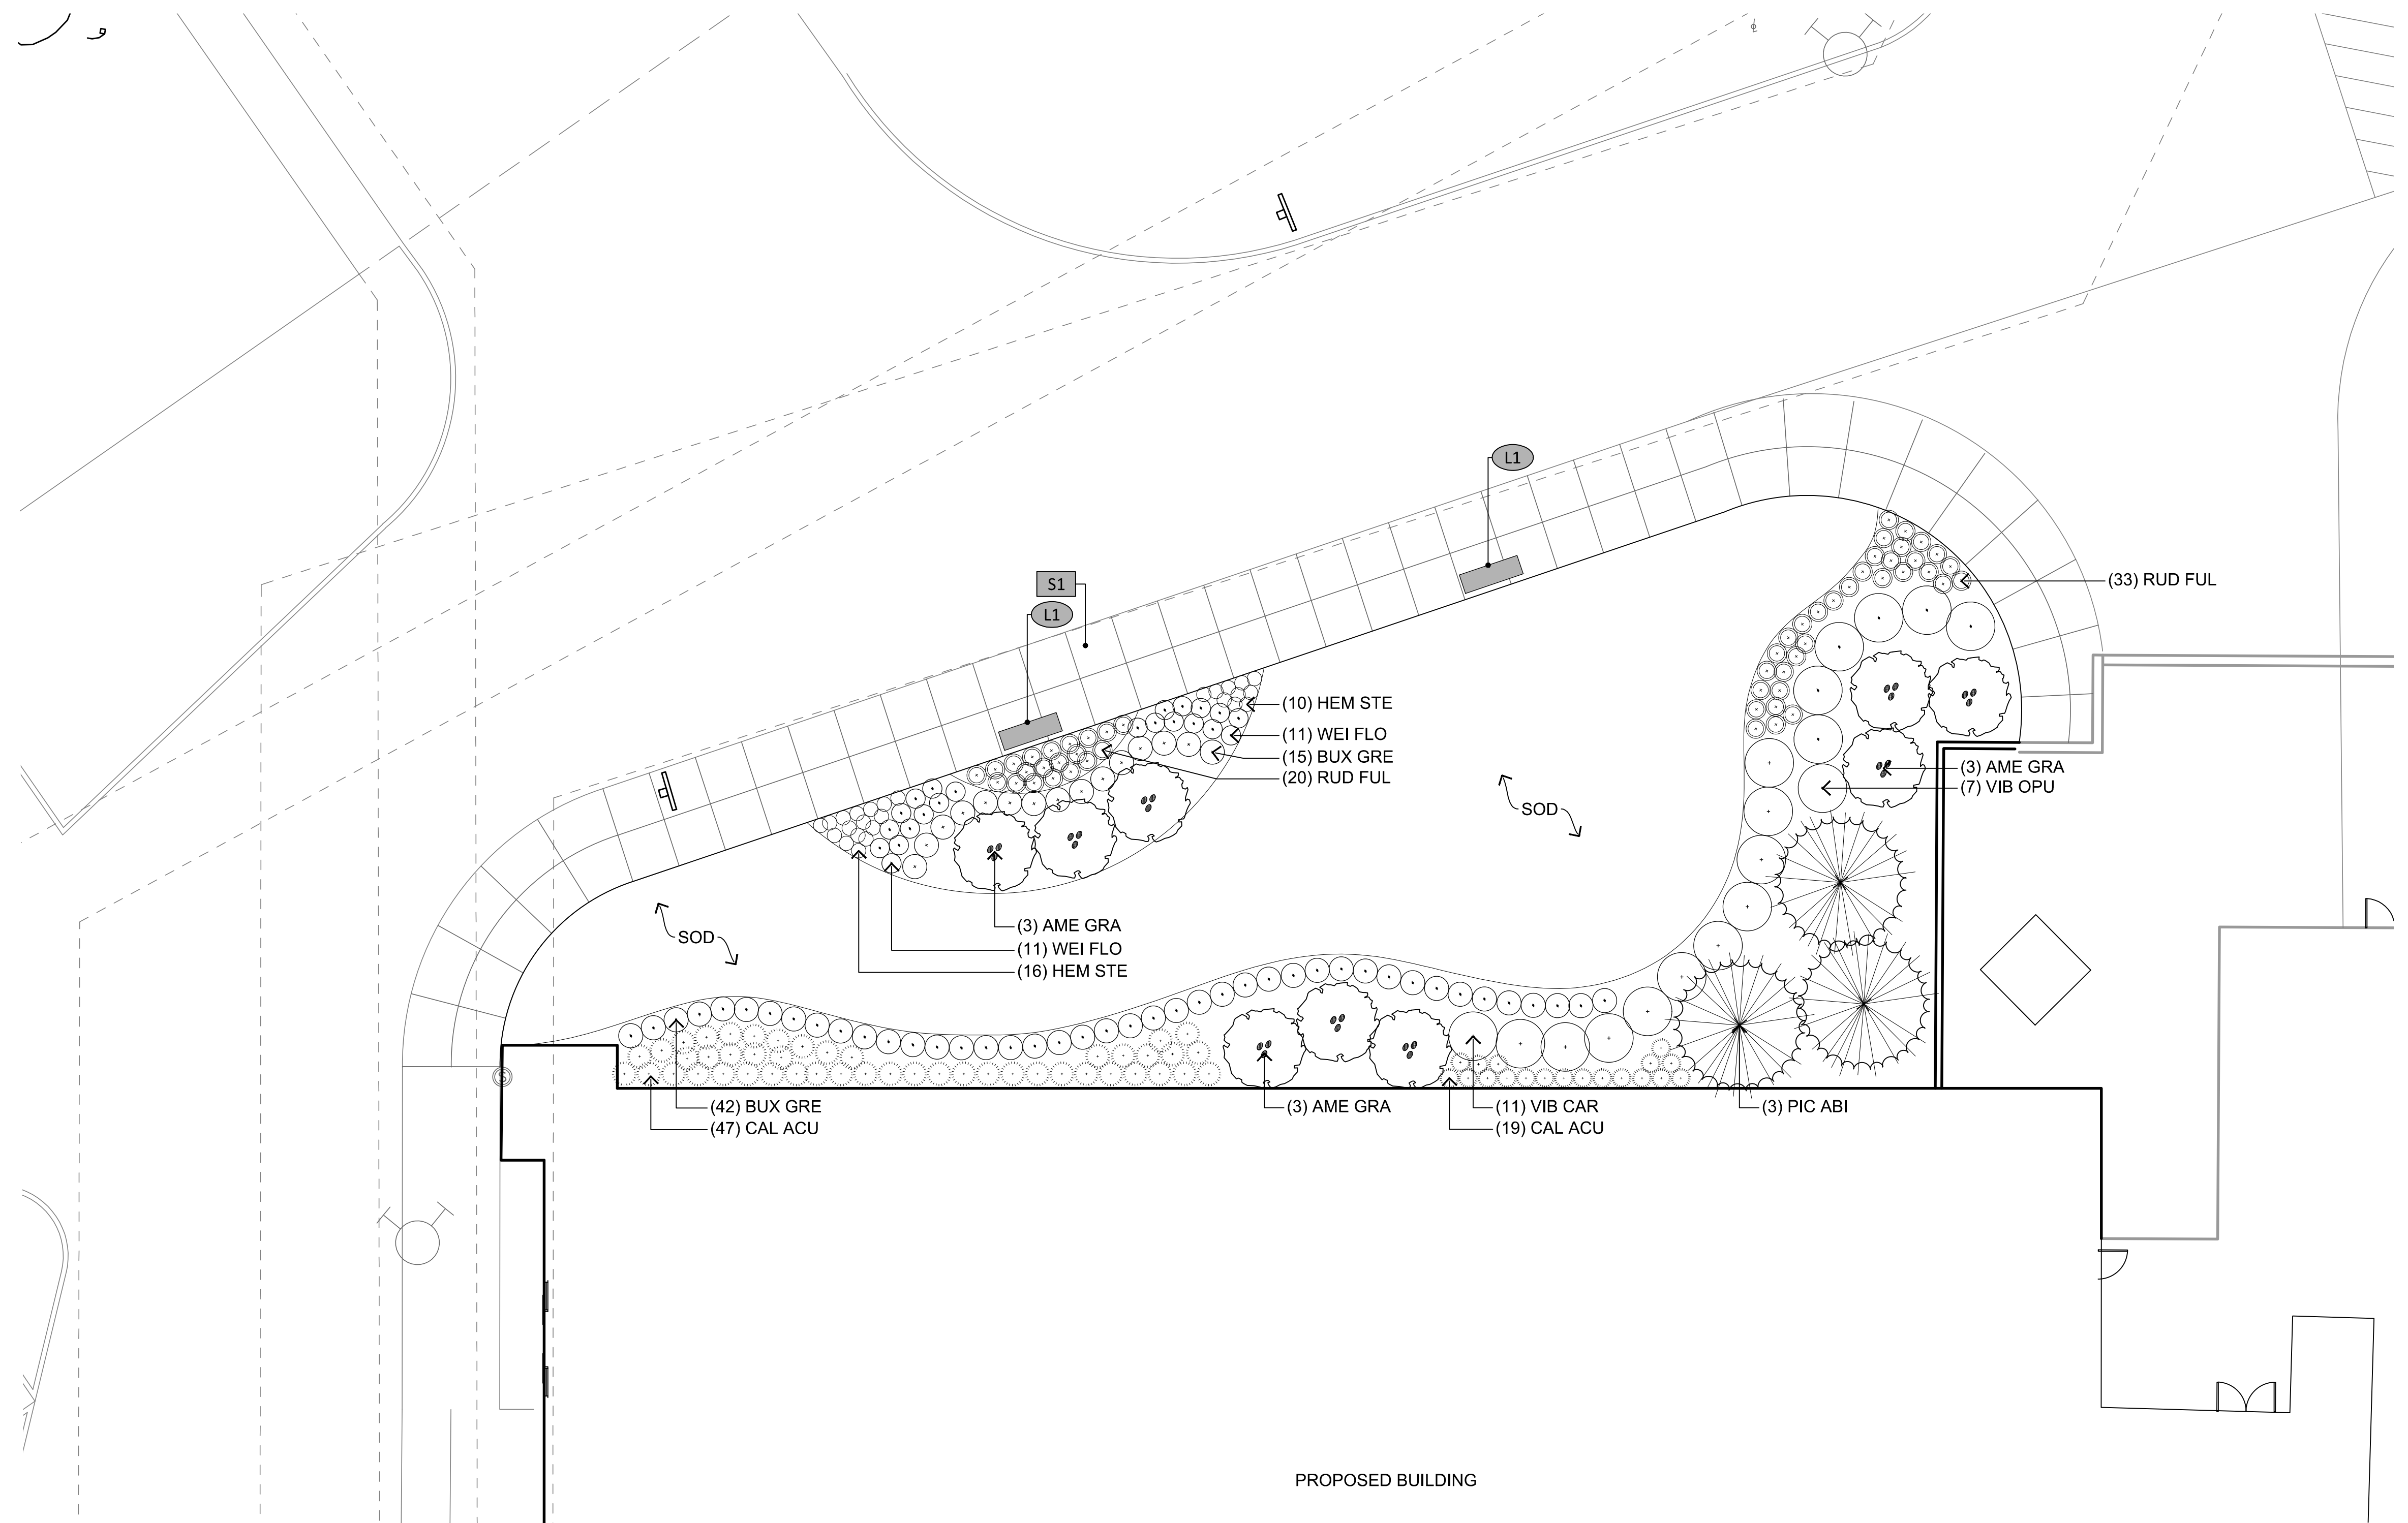 L1
S1
L1
(33) RUD FUL
(10) HEM STE
(11) WEI FLO
(15) BUX GRE
(20) RUD FUL
(3) AME GRA
(7) VIB OPU
SOD
(3) AME GRA
(11) WEI FLO
(16) HEM STE
SOD
(42) BUX GRE
(47) CAL ACU
(3) AME GRA
(11) VIB CAR
(19) CAL ACU
(3) PIC ABI
PROPOSED BUILDING